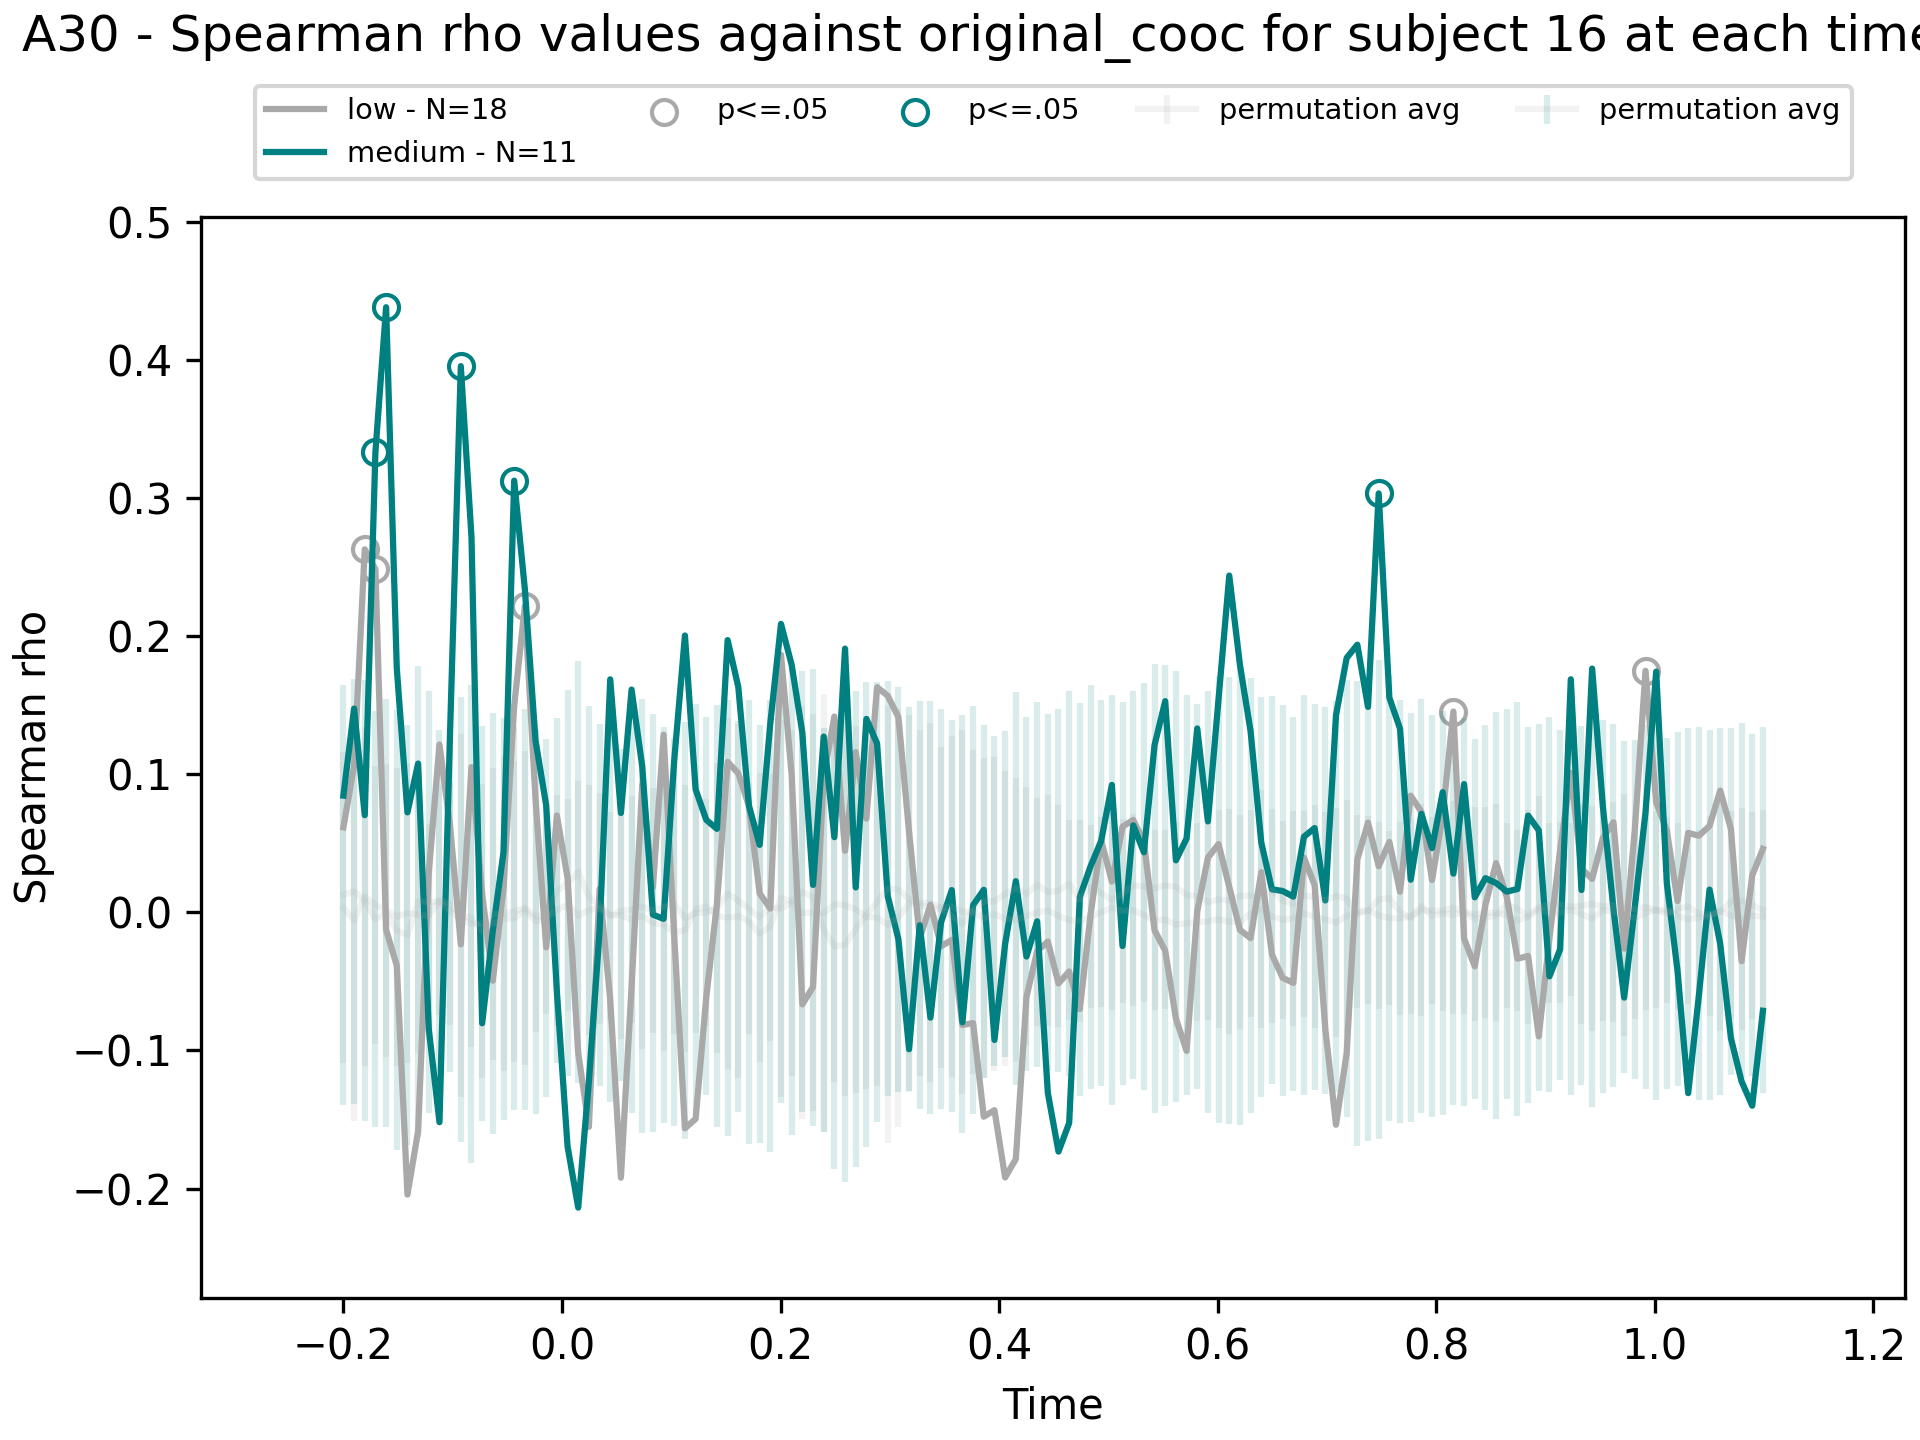 A30 - Spearman rho values against original_cooc for subject 16 at each time
low - N=18
medium - N=11
p<=.05
p<=.05
permutation avg
permutation avg
0.5
0.4
0.3
0.2
0.1
0.0
−0.1
−0.2
Spearman rho
−0.2
0.0
0.2
0.4
0.6
0.8
1.0
1.2
Time